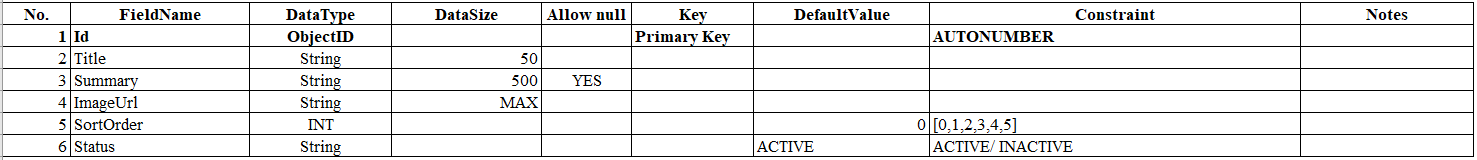 No. FieldName DataType DataSize Allow null Key DefaultValue Constraint Notes
1 Id ObjectID Primary Key AUTONUMBER
2 Title String 50
3 Summary String 500 YES
4 ImageUrl String MAX
5 SortOrder INT 0 [0,1,2,3,4,5]
6 Status String ACTIVE ACTIVE/ INACTIVE